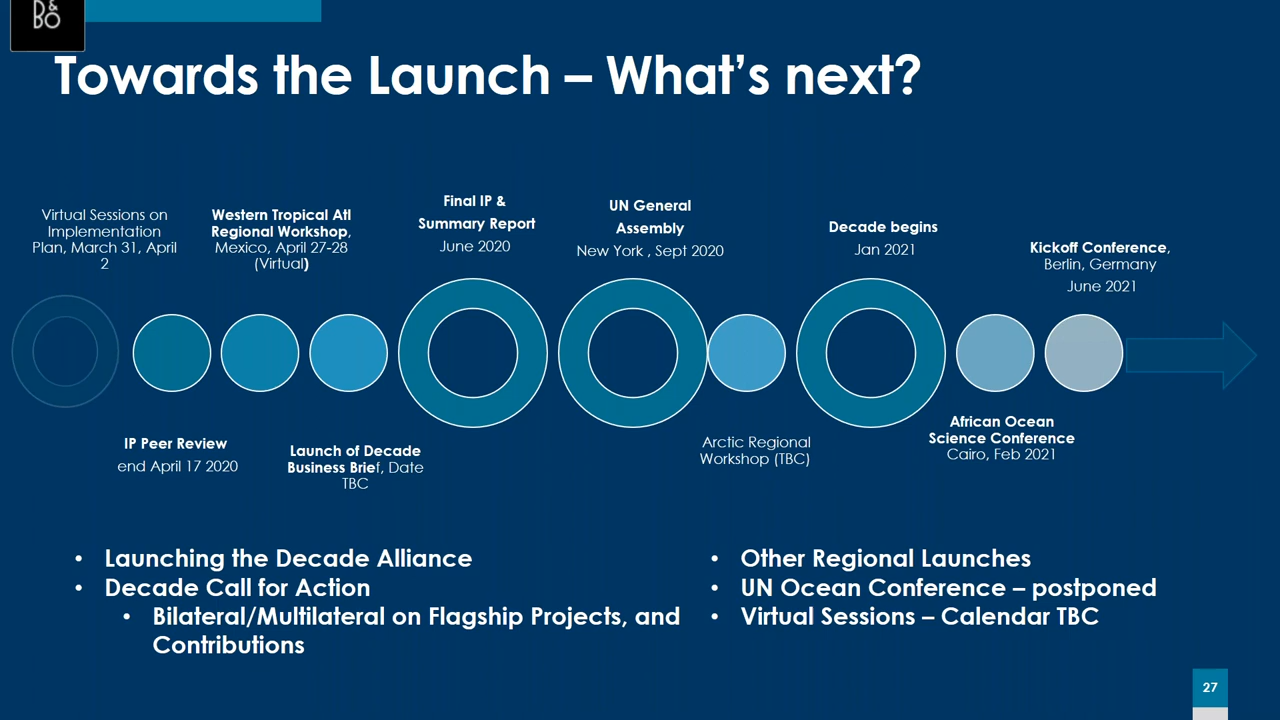 B&
BO
Towards the Launch – What's next?
Virtual Sessions on
Implementation
Plan, March 31, April
2
Western Tropical Atl
Regional Workshop,
Mexico, April 27-28
(Virtual)
Final IP &
Summary Report
June 2020
UN General
Assembly
New York , Sept 2020
Decade begins
Jan 2021
Kickoff Conference,
Berlin, Germany
June 2021
IP Peer Review
end April 17 2020
Launch of Decade
Business Brief, Date
TBC
Arctic Regional
Workshop (TBC)
African Ocean
Science Conference
Cairo, Feb 2021
• Launching the Decade Alliance
• Decade Call for Action
• Bilateral/Multilateral on Flagship Projects, and
Contributions
• Other Regional Launches
• UN Ocean Conference – postponed
• Virtual Sessions – Calendar TBC
27